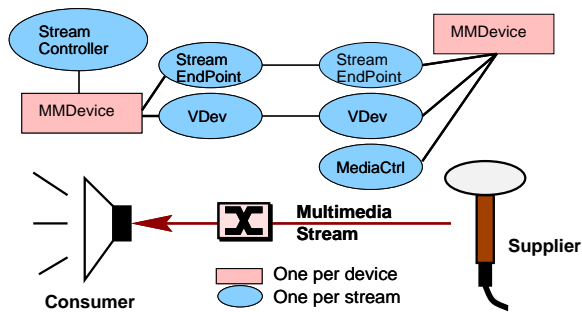 Stream
Controller
MMDevice
Stream
EndPoint
Stream
EndPoint
MMDevice
VDev
VDev
MediaCtrl
Multimedia
Stream
Supplier
Consumer
One per device
One per stream